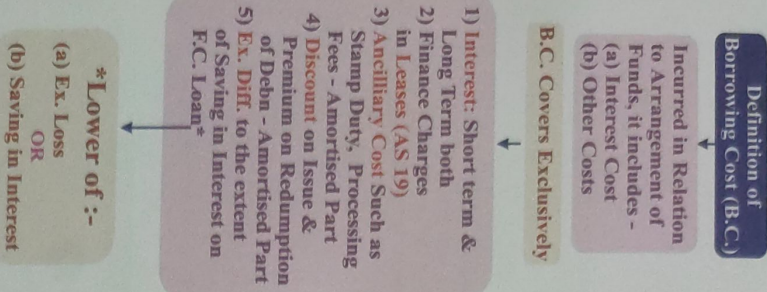 Definition of
Borrowing Cost (B.C.)
Incurred in Relation
to Arrangement of
Funds, it includes -
(a) Interest Cost
(b) Other Costs
B.C. Covers Exclusively
1) Interest: Short term &
Long Term both
2) Finance Charges
in Leases (AS 19)
3) Ancilliary Cost Such as
Stamp Duty, Processing
Fees - Amortised Part
4) Discount on Issue &
Premium on Redumption
of Debn - Amortised Part
5) Ex. Diff. to the extent
of Saving in Interest on
F.C. Loan*
*Lower of :-
(a) Ex. Loss
OR
(b) Saving in Interest